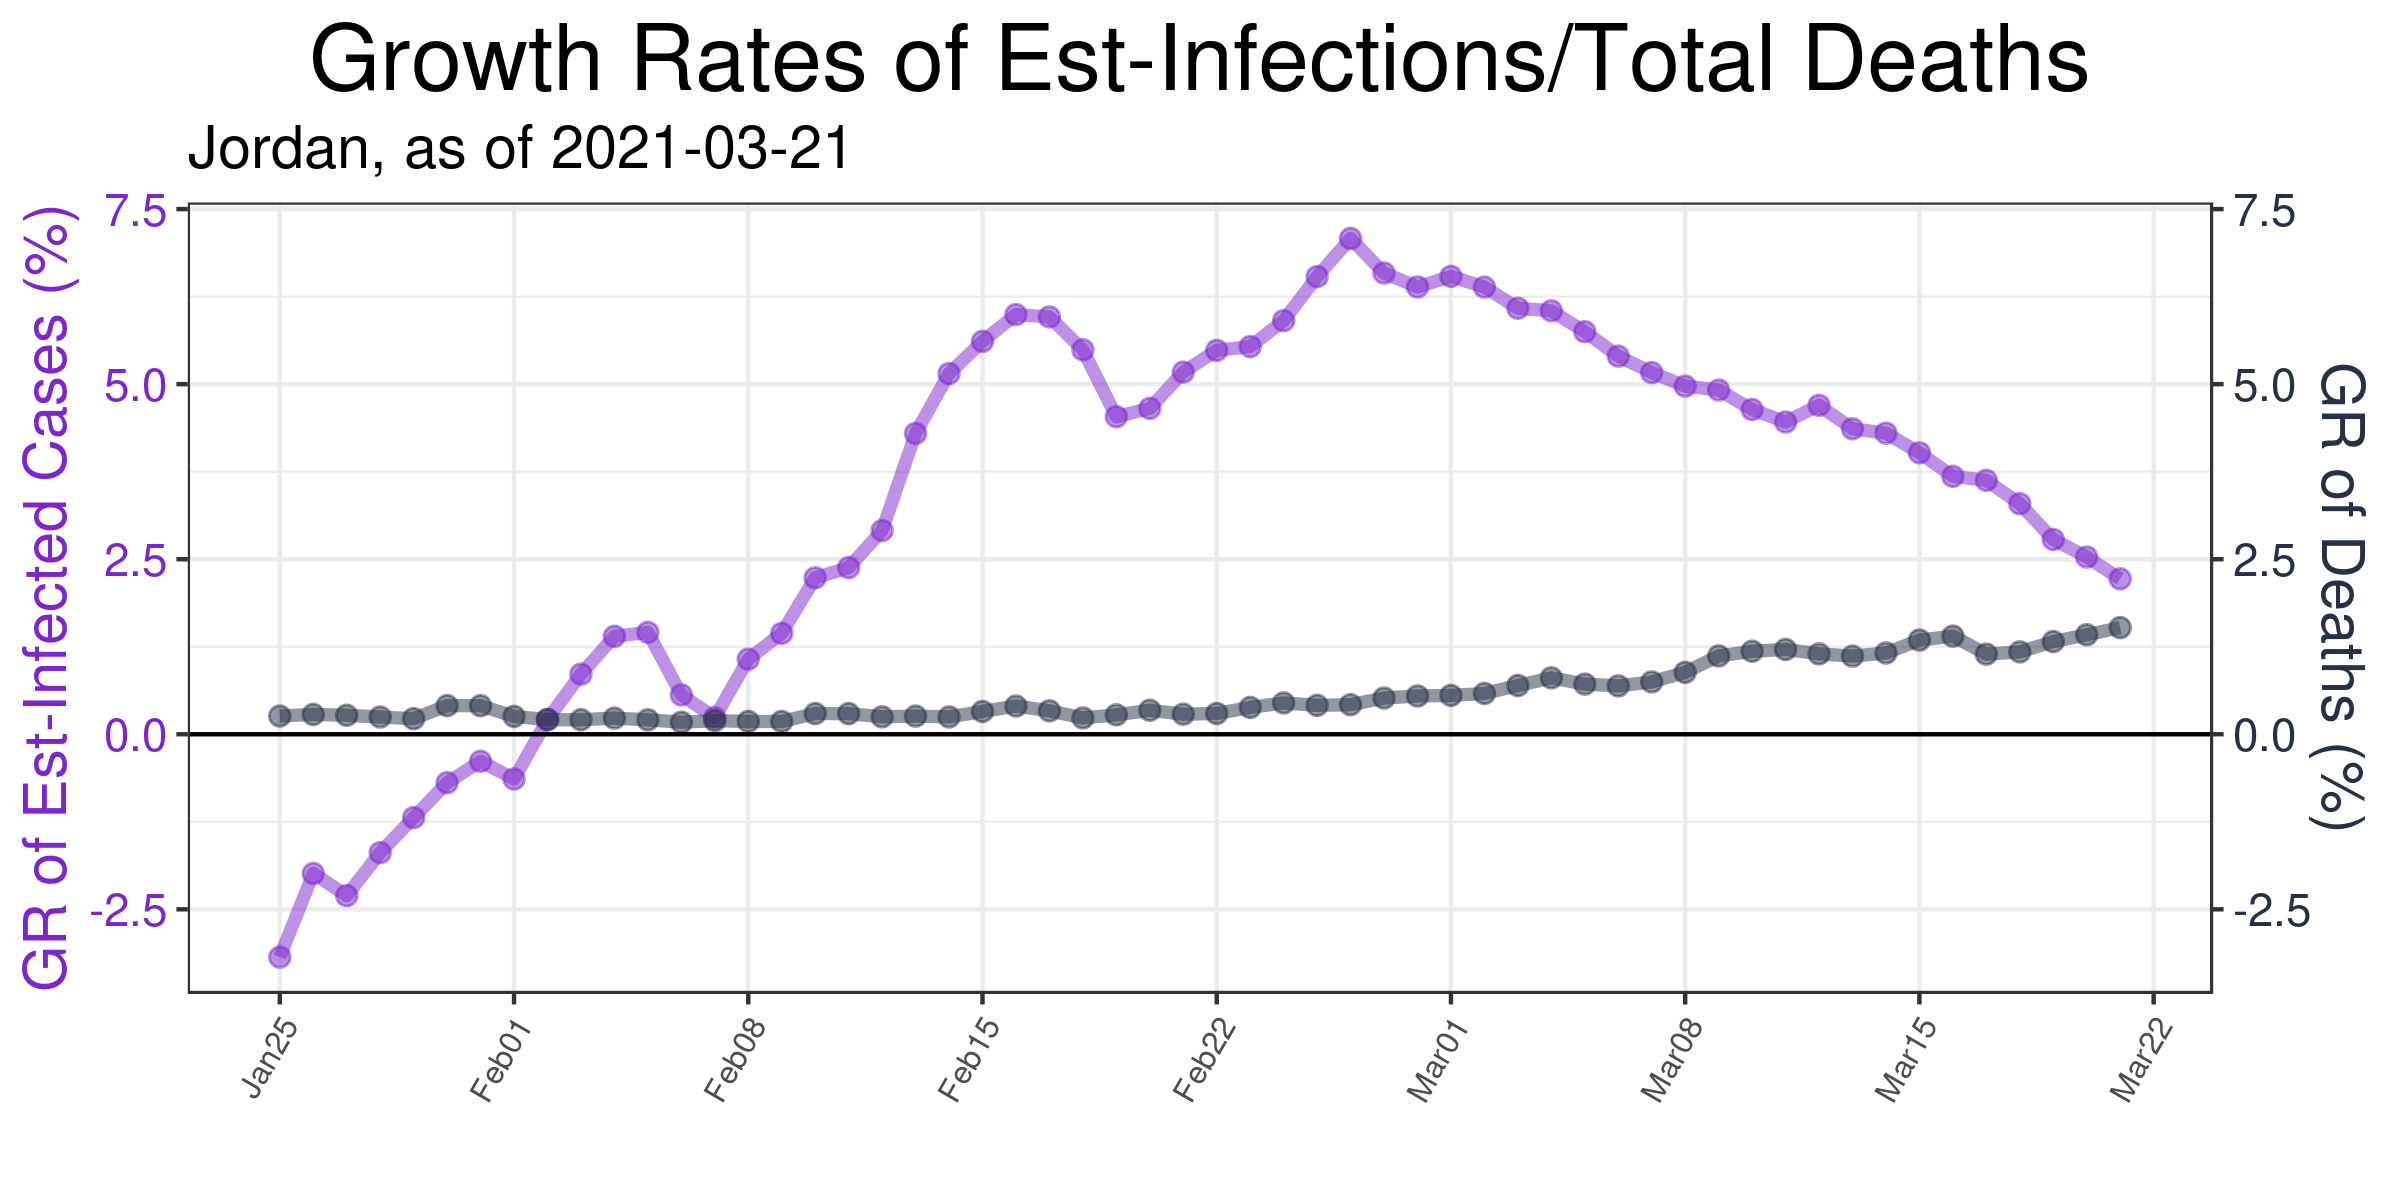 Growth Rates of Est-Infections/Total Deaths
Jordan, as of 2021-03-21
GR of Est-Infected Cases (%)
7.5
5.0
2.5
0.0
-2.5
7.5
5.0
2.5
0.0
-2.5
GR of Deaths (%)
Jan25
Feb01
Feb08
Feb15
Feb22
Mar01
Mar08
Mar15
Mar22